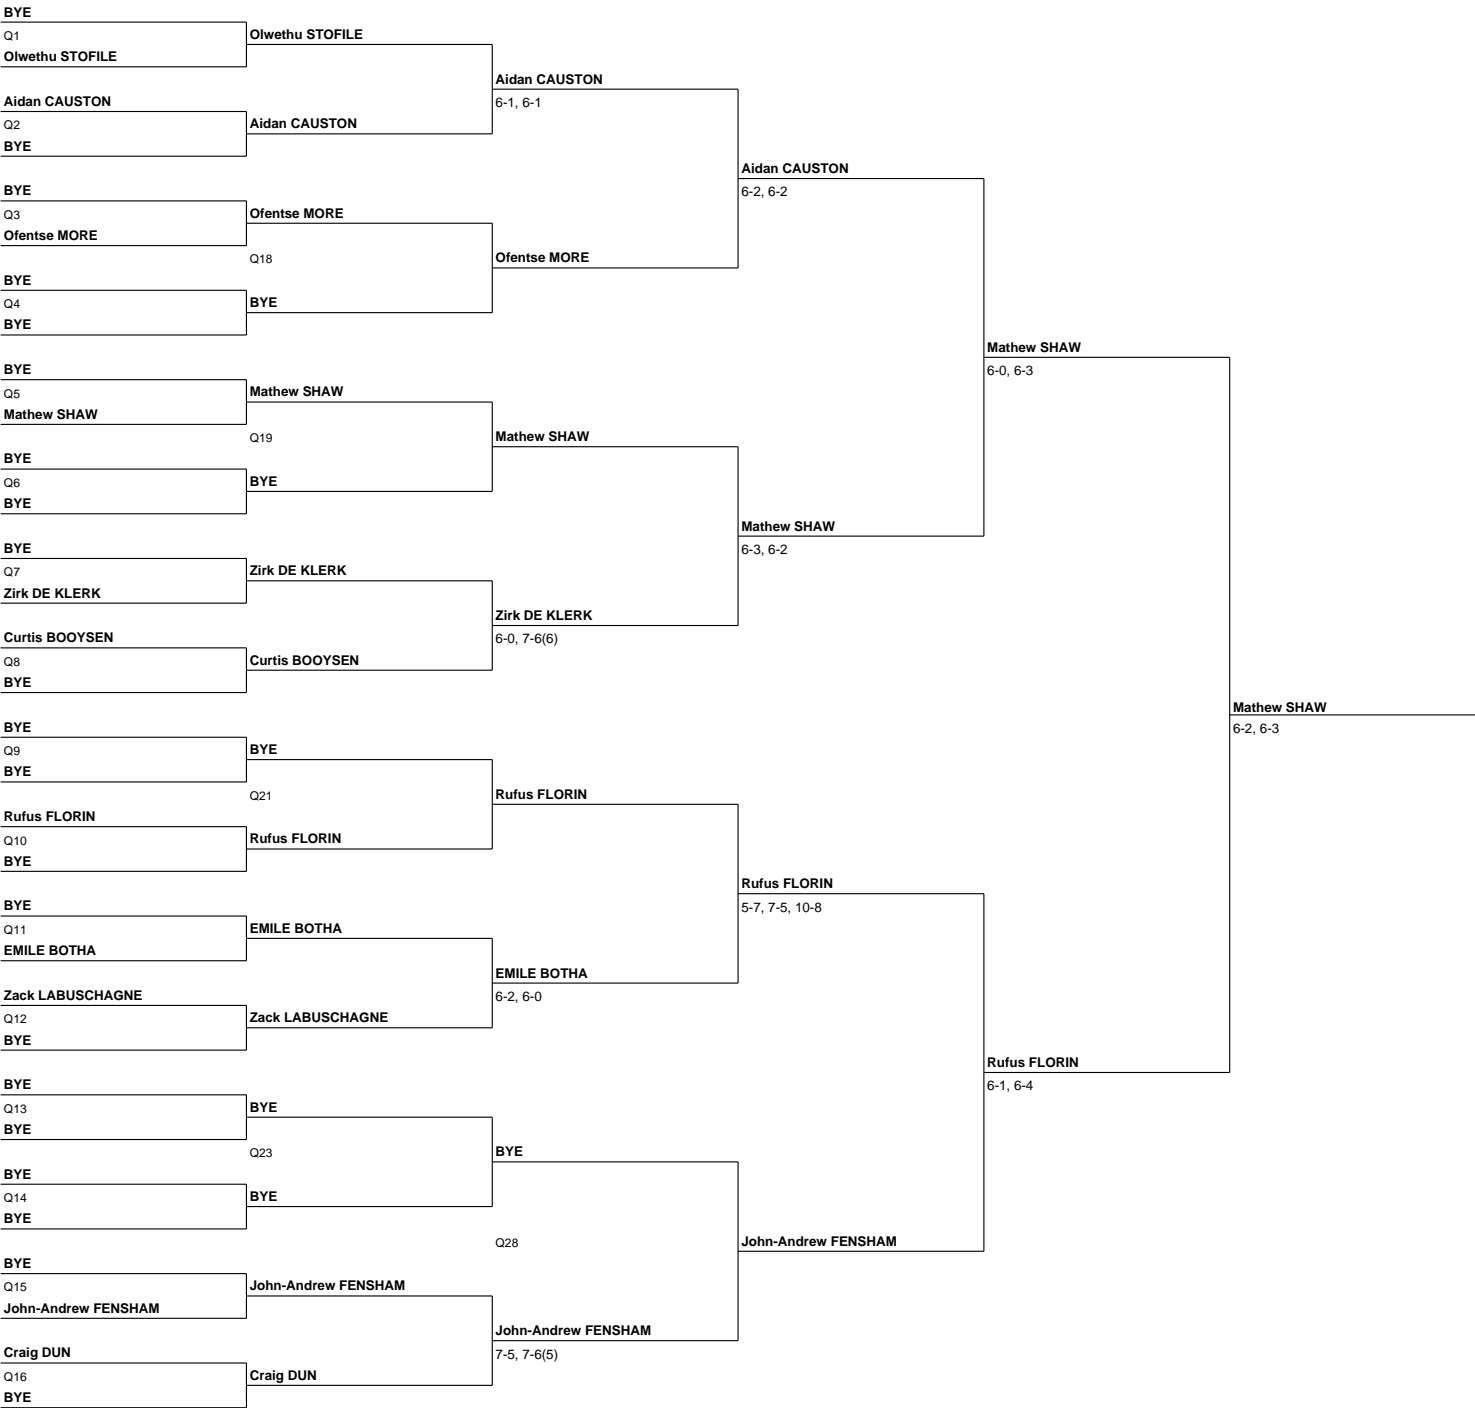 BYE
Q1
Olwethu STOFILE
Aidan CAUSTON
Q2
BYE
BYE
Q3
Ofentse MORE
BYE
Q4
BYE
BYE
Q5
Mathew SHAW
BYE
Q6
BYE
BYE
Q7
Zirk DE KLERK
Curtis BOOYSEN
Q8
BYE
BYE
Q9
BYE
Rufus FLORIN
Q10
BYE
BYE
Q11
EMILE BOTHA
Zack LABUSCHAGNE
Q12
BYE
BYE
Q13
BYE
BYE
Q14
BYE
BYE
Q15
John-Andrew FENSHAM
Craig DUN
Q16
BYE
Olwethu STOFILE
Aidan CAUSTON
Ofentse MORE
Q18
BYE
Mathew SHAW
Q19
BYE
Zirk DE KLERK
Curtis BOOYSEN
BYE
Q21
Rufus FLORIN
EMILE BOTHA
Zack LABUSCHAGNE
BYE
Q23
BYE
John-Andrew FENSHAM
Craig DUN
Aidan CAUSTON
6-1, 6-1
Ofentse MORE
Mathew SHAW
Zirk DE KLERK
6-0, 7-6(6)
Rufus FLORIN
EMILE BOTHA
6-2, 6-0
BYE
Q28
John-Andrew FENSHAM
7-5, 7-6(5)
Aidan CAUSTON
6-2, 6-2
Mathew SHAW
6-3, 6-2
Rufus FLORIN
5-7, 7-5, 10-8
John-Andrew FENSHAM
Mathew SHAW
6-0, 6-3
Rufus FLORIN
6-1, 6-4
Mathew SHAW
6-2, 6-3